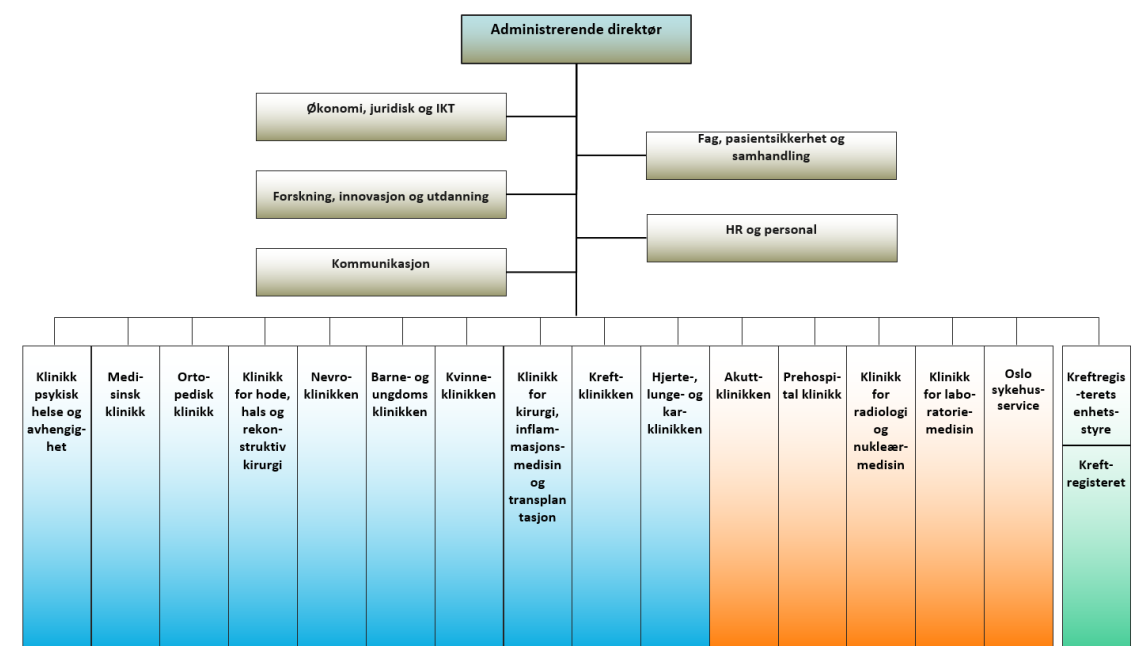 Administrerende direktør
Økonomi, juridisk og IKT
Fag, pasientsikkerhet og
samhandling
Forskning, innovasjon og utdanning
HR og personal
Kommunikasjon
Klinikk
psykisk
helse og
avhengig-
het
Medi-
sinsk
klinikk
Orto-
pedisk
klinikk
Klinikk
for hode,
hals og
rekon-
struktiv
kirurgi
Nevro-
klinikken
Barne- og
ungdoms
klinikken
Kvinne-
klinikken
Klinikk
for
kirurgi,
inflam-
masjons-
medisin
og
transplan
tasjon
Kreft-
klinikken
Hjerte-,
lunge- og
kar-
klinikken
Akutt-
klinikken
Prehospi-
tal klinikk
Klinikk
for
radiologi
og
nukleær-
medisin
Klinikk
for labo-
ratorie-
medisin
Oslo
sykehus-
service
Kreftregis
-terets
enhets-
styre
Kreft-
registeret